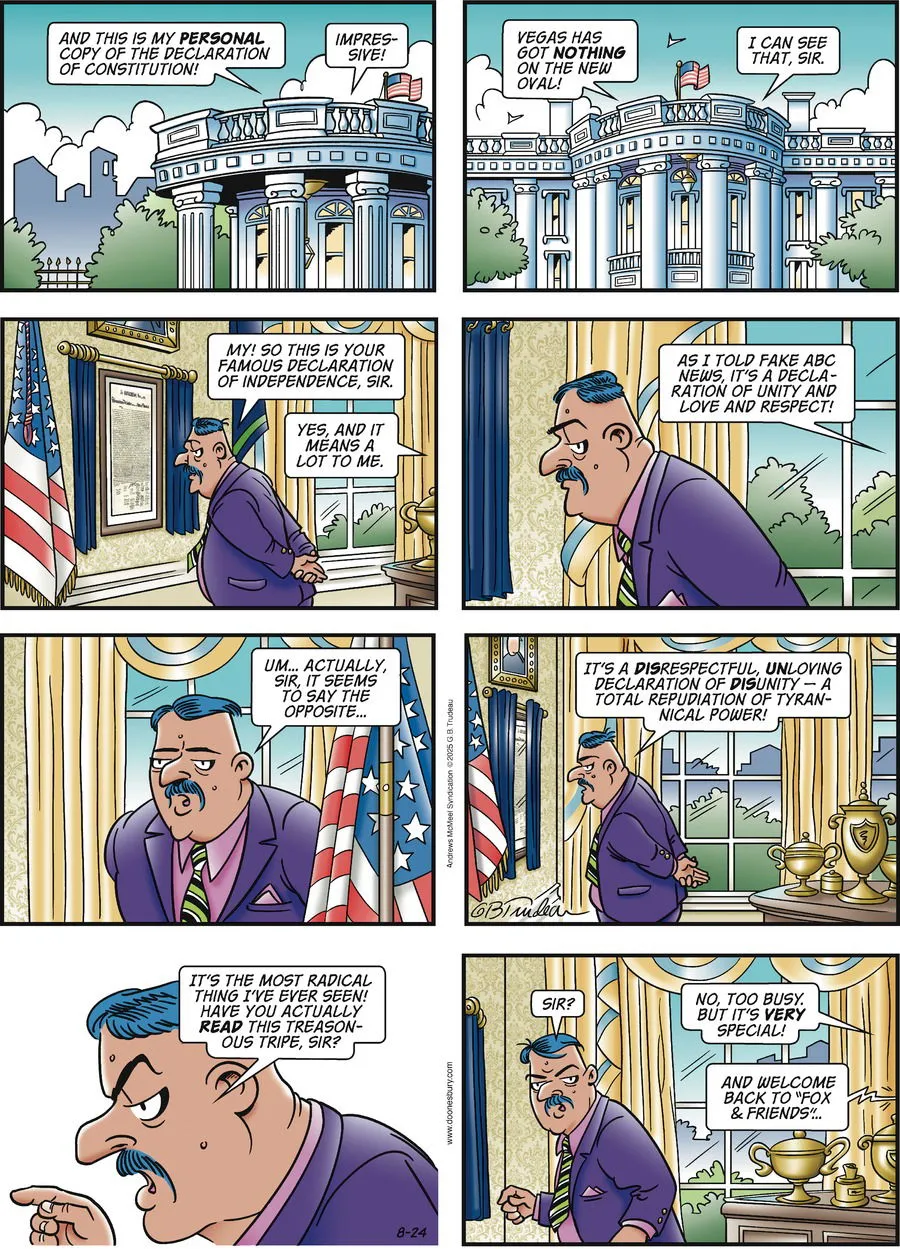 AND THIS IS MY PERSONAL
COPY OF THE DECLARATION
OF CONSTITUTION!
IMPRES-
SIVE!
VEGAS HAS
GOT NOTHING
ON THE NEW
OVAL!
I CAN SEE
THAT, SIR.
MY! SO THIS IS YOUR
FAMOUS DECLARATION
OF INDEPENDENCE, SIR.
YES, AND IT
MEANS A
LOT TO ME.
AS I TOLD FAKE ABC
NEWS, IT'S A DECLA-
RATION OF UNITY AND
LOVE AND RESPECT!
UM... ACTUALLY,
SIR, IT SEEMS
TO SAY THE
OPPOSITE...
Andrews McMeel Syndication © 2025 G.B. Trudeau
IT'S A DISRESPECTFUL, UNLOVING
DECLARATION OF DISUNITY — A
TOTAL REPUDIATION OF TYRAN-
NICAL POWER!
GBTrudeau
IT'S THE MOST RADICAL
THING I'VE EVER SEEN!
HAVE YOU ACTUALLY
READ THIS TREASON-
OUS TRIPE, SIR?
8-24
www.doonesbury.com
SIR?
NO, TOO BUSY.
BUT IT'S VERY
SPECIAL!
AND WELCOME
BACK TO "FOX
& FRIENDS"...